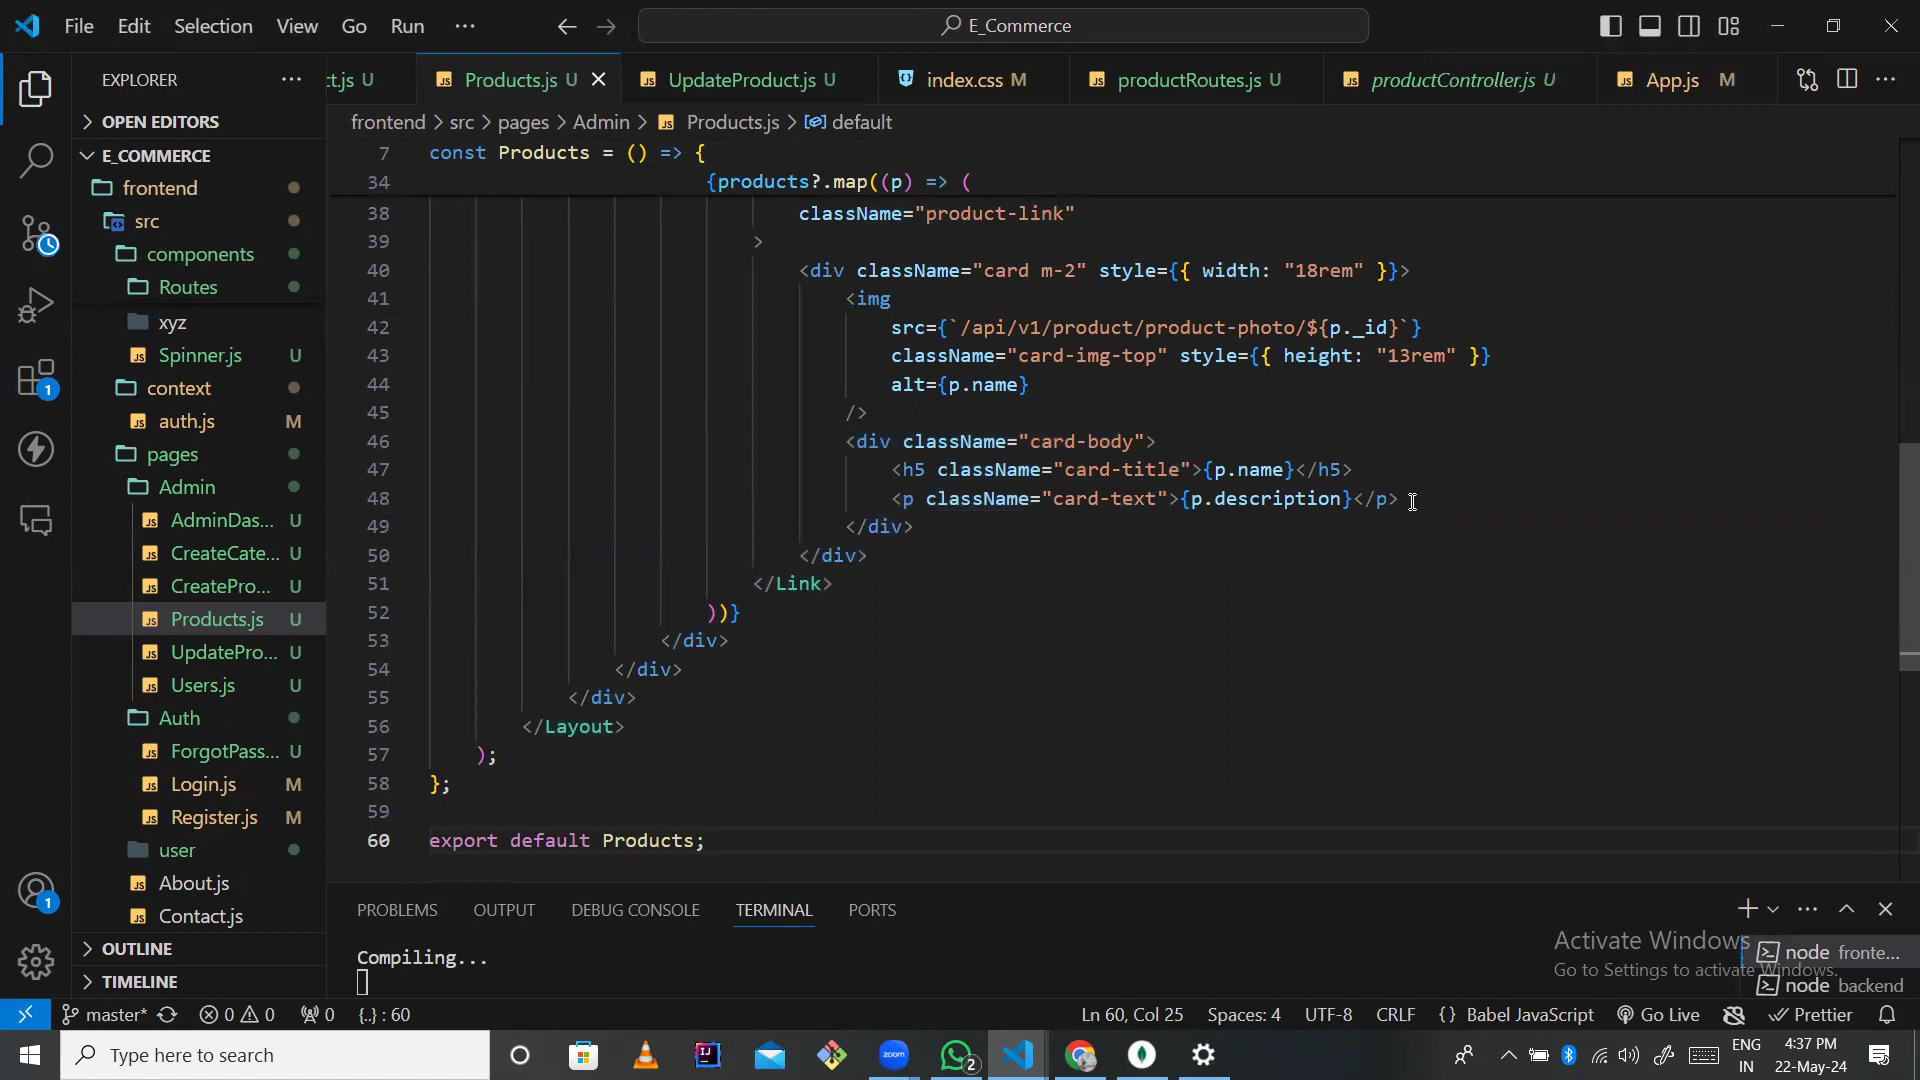 File Edit Selection View Go Run ··· E_Commerce
EXPLORER ···
ct.js U Products.js U UpdateProduct.js U index.css M productRoutes.js U productController.js U App.js M
OPEN EDITORS
E_COMMERCE
frontend
src
components
Routes
xyz
Spinner.js U
context
auth.js M
pages
Admin
AdminDas... U
CreateCate... U
CreatePro... U
Products.js U
UpdatePro... U
Users.js U
Auth
ForgotPass... U
Login.js M
Register.js M
user
About.js
Contact.js
OUTLINE
TIMELINE
frontend > src > pages > Admin > Products.js > default
7 const Products = () => {
34 {products?.map((p) => (
38 className="product-link"
39 >
40 <div className="card m-2" style={{ width: "18rem" }}>
41 <img
42 src={`/api/v1/product/product-photo/${p._id}`}
43 className="card-img-top" style={{ height: "13rem" }}
44 alt={p.name}
45 />
46 <div className="card-body">
47 <h5 className="card-title">{p.name}</h5>
48 <p className="card-text">{p.description}</p>
49 </div>
50 </div>
51 </Link>
52 ))}
53 </div>
54 </div>
55 </div>
56 </Layout>
57 );
58 };
59
60 export default Products;
PROBLEMS OUTPUT DEBUG CONSOLE TERMINAL PORTS
Compiling...
Activate Windows
Go to Settings to activate Windows.
node fronte...
node backend
master* 0 0 0 {..} : 60 Ln 60, Col 25 Spaces: 4 UTF-8 CRLF {} Babel JavaScript Go Live Prettier
Type here to search
zoom
2
ENG
IN
4:37 PM
22-May-24